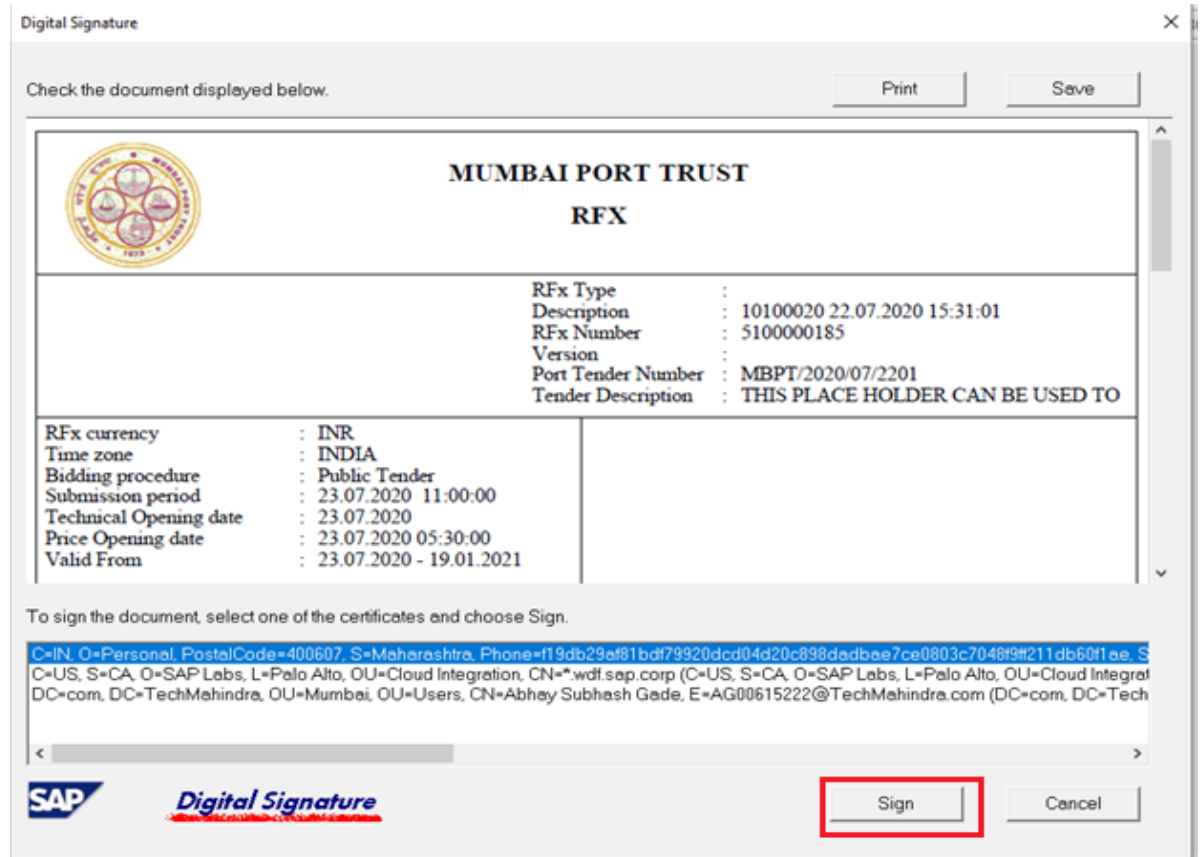 Digital Signature
Check the document displayed below.
Print
Save
MUMBAI PORT TRUST
RFX
RFx Type :
Description : 10100020 22.07.2020 15:31:01
RFx Number : 5100000185
Version :
Port Tender Number : MBPT/2020/07/2201
Tender Description : THIS PLACE HOLDER CAN BE USED TO
RFx currency : INR
Time zone : INDIA
Bidding procedure : Public Tender
Submission period : 23.07.2020 11:00:00
Technical Opening date : 23.07.2020
Price Opening date : 23.07.2020 05:30:00
Valid From : 23.07.2020 - 19.01.2021
To sign the document, select one of the certificates and choose Sign.
C=IN, O=Personal, PostalCode=400607, S=Maharashtra, S
C=US, S=CA, O=SAP Labs, L=Palo Alto, OU=Cloud Integration, CN=*.wdf.sap.corp (C=US, S=CA, O=SAP Labs, L=Palo Alto, OU=Cloud Integrat
DC=com, DC=TechMahindra, OU=Mumbai, OU=Users, CN=Abhay Subhash Gade, E=AG00615222@TechMahindra.com (DC=com, DC=Tech
SAP
Digital Signature
Sign
Cancel